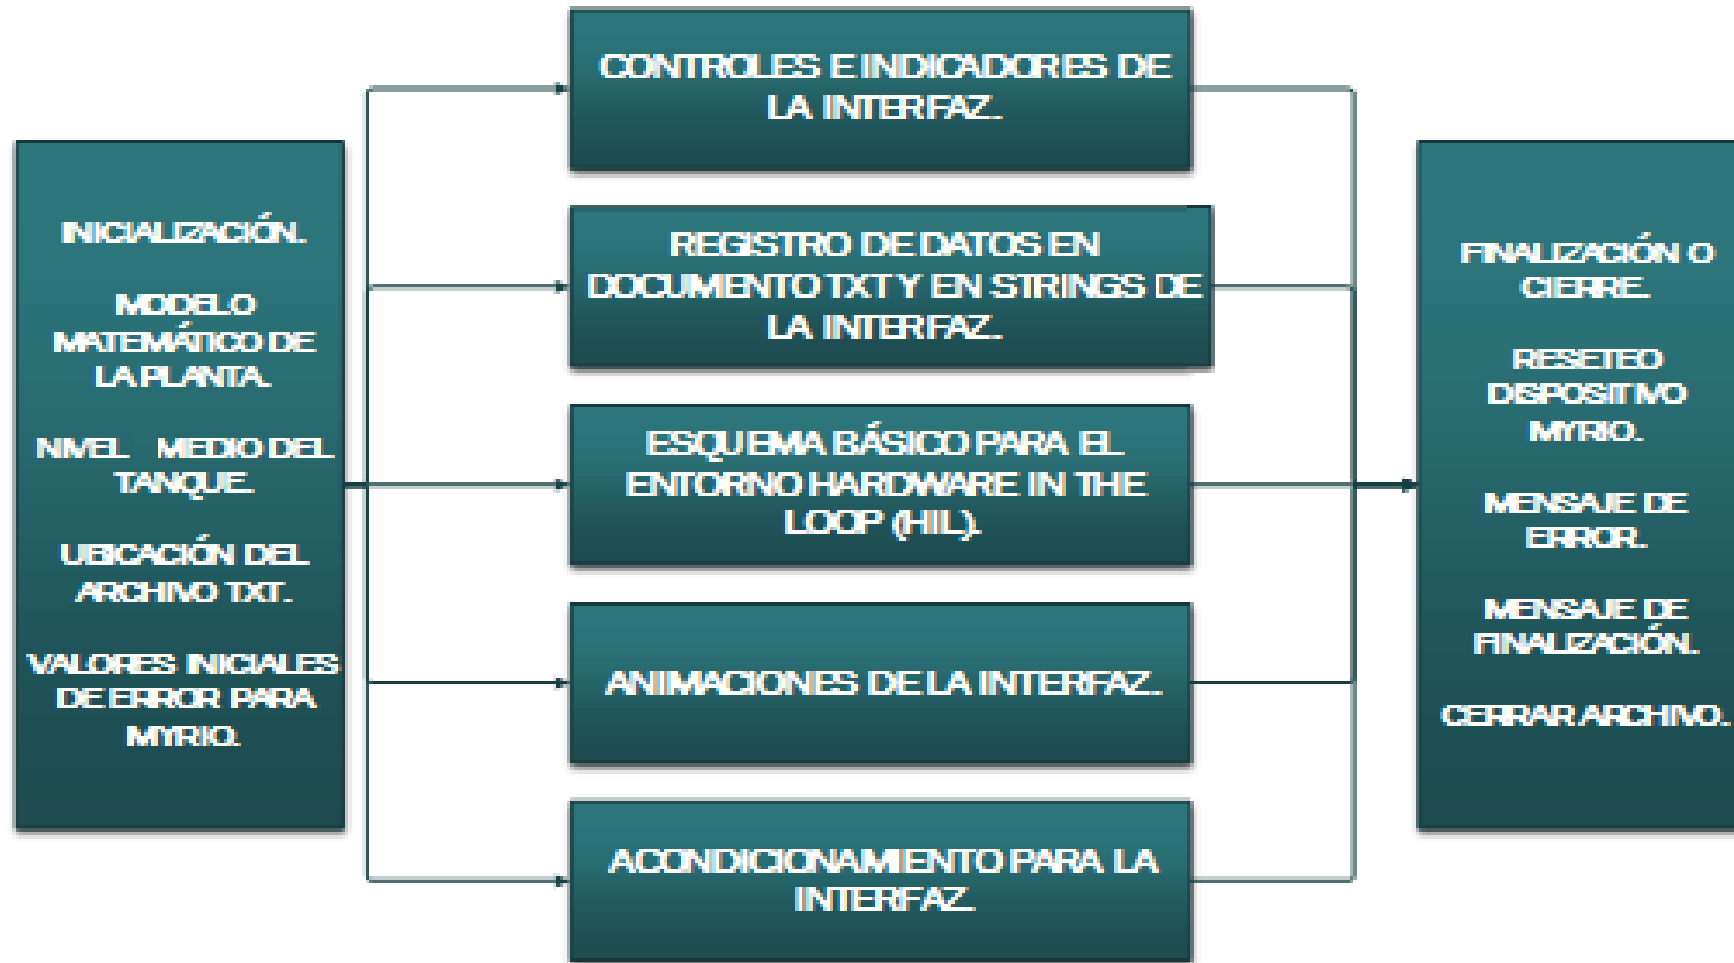 INICIALIZACIÓN.
MODELO
MATEMÁTICO DE
LA PLANTA.
NIVEL MEDIO DEL
TANQUE.
UBICACIÓN DEL
ARCHIVO TXT.
VALORES INICIALES
DE ERROR PARA
MYRIO.
CONTROLES E INDICADORES DE
LA INTERFAZ.
REGISTRO DE DATOS EN
DOCUMENTO TXT Y EN STRINGS DE
LA INTERFAZ.
ESQUEMA BÁSICO PARA EL
ENTORNO HARDWARE IN THE
LOOP (HIL).
ANIMACIONES DE LA INTERFAZ.
ACONDICIONAMIENTO PARA LA
INTERFAZ.
FINALIZACIÓN O
CIERRE.
RESETEO
DISPOSITIVO
MYRIO.
MENSAJE DE
ERROR.
MENSAJE DE
FINALIZACIÓN.
CERRAR ARCHIVO.